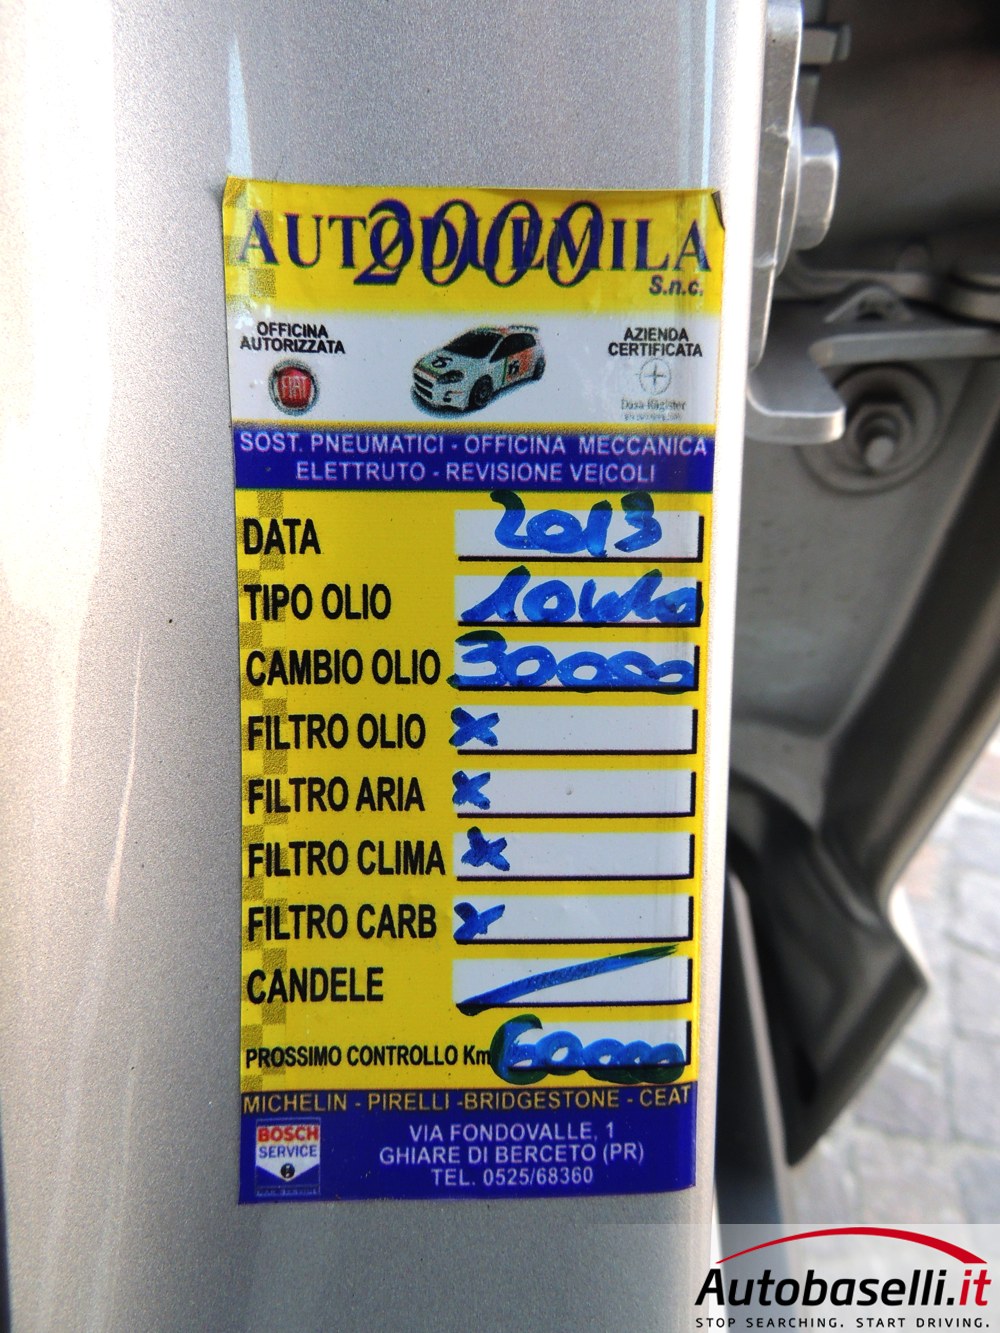 AUTODUEMILA
2000
S.n.c.
OFFICINA
AUTORIZZATA
FIAT
AZIENDA
CERTIFICATA
SOST. PNEUMATICI - OFFICINA MECCANICA
ELETTRUTO - REVISIONE VEICOLI
DATA 2013
TIPO OLIO 10W40
CAMBIO OLIO 30000
FILTRO OLIO X
FILTRO ARIA X
FILTRO CLIMA X
FILTRO CARB X
CANDELE
PROSSIMO CONTROLLO Km 60000
MICHELIN - PIRELLI -BRIDGESTONE - CEAT
BOSCH
SERVICE
VIA FONDOVALLE, 1
GHIARE DI BERCETO (PR)
TEL. 0525/68360
Autobaselli.it
STOP SEARCHING. START DRIVING.